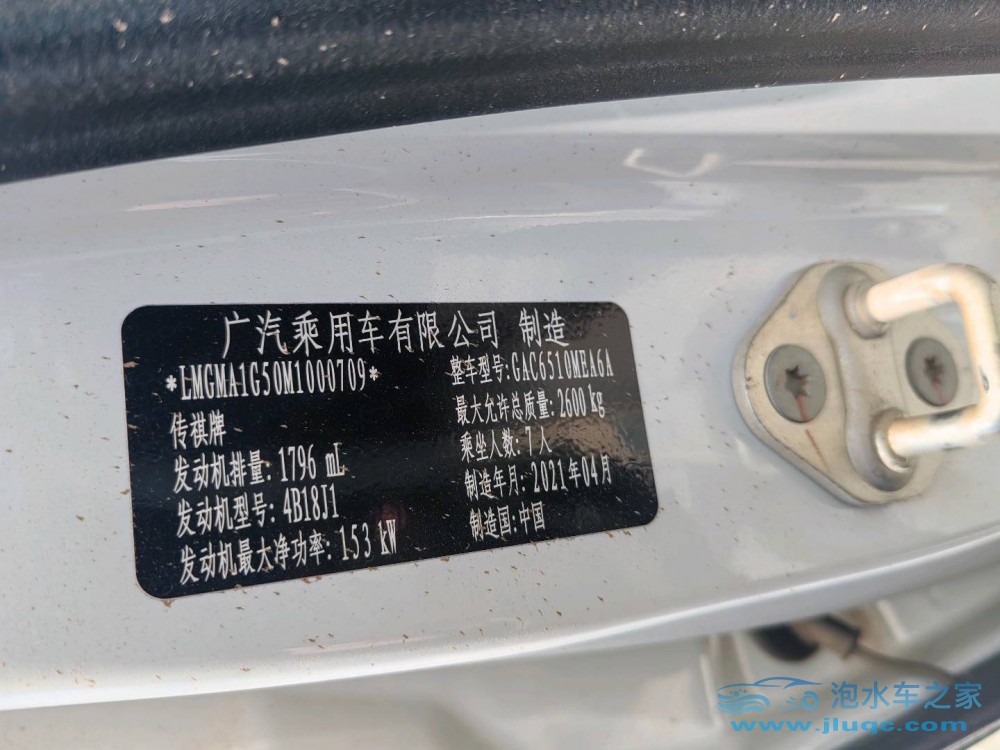 广汽乘用车有限公司 制造
*LMGMA1G50M1000709*
整车型号:GAC6510MEA6A
传祺牌
最大允许总质量:2600 kg
发动机排量:1796 mL
乘坐人数:7人
发动机型号:4B18J1
制造年月:2021年04月
发动机最大净功率:153 kW
制造国:中国
泡水车之家
www.jluqc.com